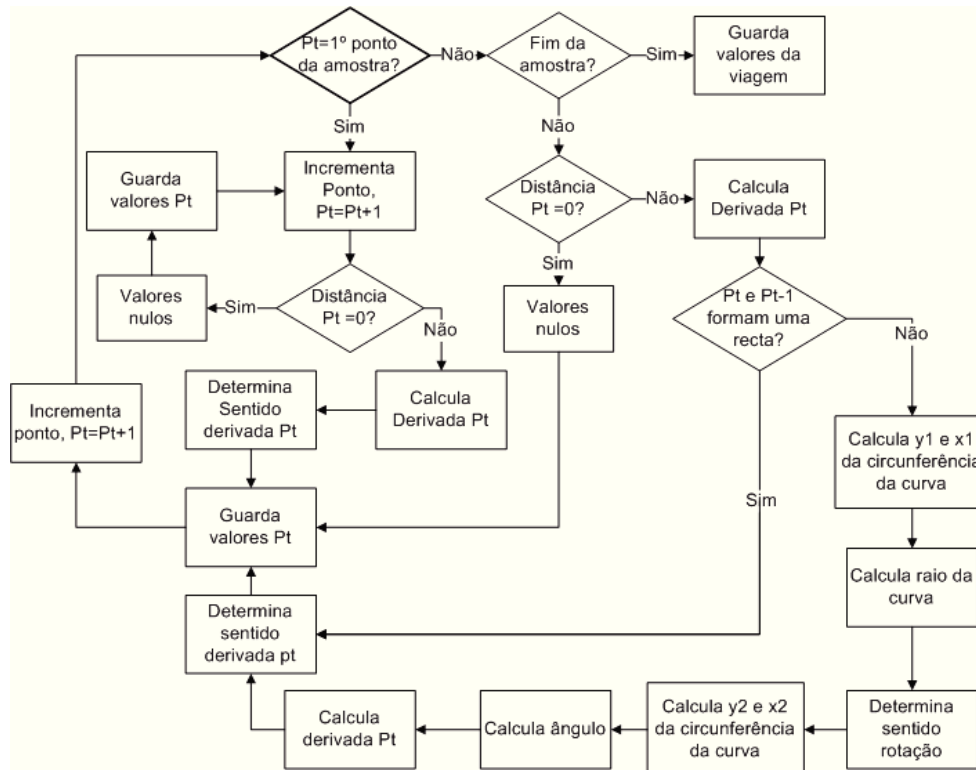 Pt=1º ponto
da amostra?
Não
Fim da
amostra?
Sim
Guarda
valores da
viagem
Sim
Não
Guarda
valores Pt
Incrementa
Ponto,
Pt=Pt+1
Distância
Pt =0?
Não
Calcula
Derivada Pt
Sim
Valores
nulos
Sim
Distância
Pt =0?
Não
Valores
nulos
Pt e Pt-1
formam uma
recta?
Não
Incrementa
ponto, Pt=Pt+1
Determina
Sentido
derivada Pt
Calcula
Derivada Pt
Calcula y1 e x1
da circunferência
da curva
Sim
Guarda
valores Pt
Calcula raio da
curva
Determina
sentido
derivada pt
Calcula
derivada Pt
Calcula ângulo
Calcula y2 e x2
da circunferência
da curva
Determina
sentido
rotação